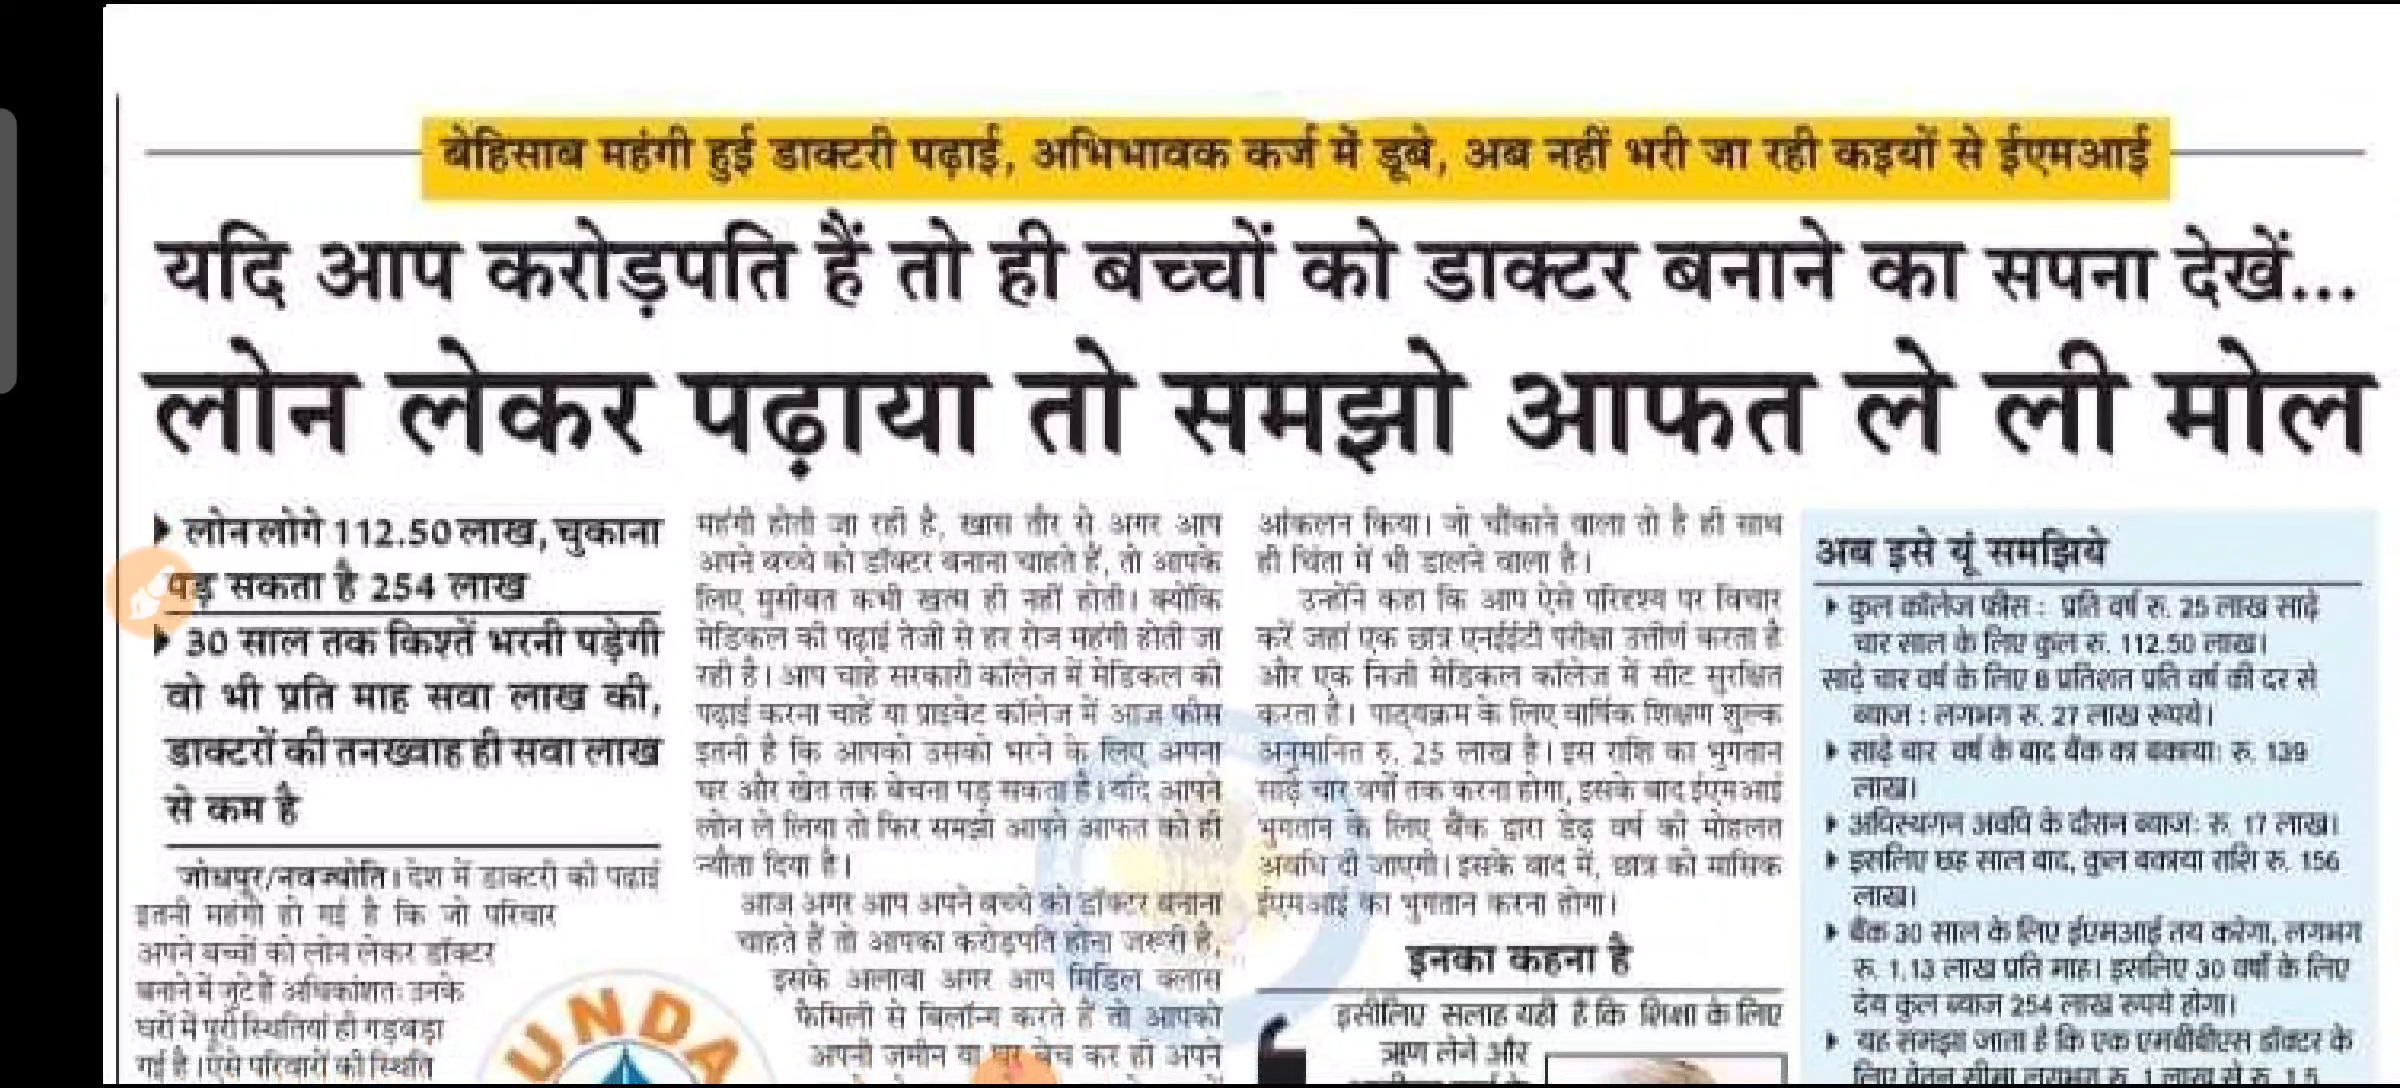 बेहिसाब महंगी हुई डाक्टरी पढ़ाई, अभिभावक कर्ज में डूबे, अब नहीं भरी जा रही कइयों से ईएमआई
यदि आप करोड़पति हैं तो ही बच्चों को डाक्टर बनाने का सपना देखें...
लोन लेकर पढ़ाया तो समझो आफत ले ली मोल
लोन लोगे 112.50 लाख, चुकाना
पड़ सकता है 254 लाख
30 साल तक किश्तें भरनी पड़ेगी
वो भी प्रति माह सवा लाख की,
डाक्टरों की तनख्वाह ही सवा लाख
से कम है
जोधपुर/नवज्योति। देश में डाक्टरी की पढ़ाई
इतनी महंगी हो गई है कि जो परिवार
अपने बच्चों को लोन लेकर डॉक्टर
बनाने में जुटे हैं अधिकांशतः उनके
घरों में पूरी स्थितियां ही गड़बड़ा
गई है। ऐसे परिवारों की स्थिति
महंगी होती जा रही है, खास तौर से अगर आप
अपने बच्चे को डॉक्टर बनाना चाहते हैं, तो आपके
लिए मुसीबत कभी खत्म ही नहीं होती। क्योंकि
मेडिकल की पढ़ाई तेजी से हर रोज महंगी होती जा
रही है। आप चाहे सरकारी कॉलेज में मेडिकल की
पढ़ाई करना चाहें या प्राइवेट कॉलेज में आज फीस
इतनी है कि आपको उसको भरने के लिए अपना
घर और खेत तक बेचना पड़ सकता है। यदि आपने
लोन ले लिया तो फिर समझो आपने आफत को ही
न्यौता दिया है।
आज अगर आप अपने बच्चे को डॉक्टर बनाना
चाहते हैं तो आपका करोड़पति होना जरूरी है,
इसके अलावा अगर आप मिडिल क्लास
फैमिली से बिलॉन्ग करते हैं तो आपको
अपनी जमीन या घर बेच कर ही अपने
UNDA
आंकलन किया। जो चौंकाने वाला तो है ही साथ
ही चिंता में भी डालने वाला है।
उन्होंने कहा कि आप ऐसे परिदृश्य पर विचार
करें जहां एक छात्र एनईईटी परीक्षा उत्तीर्ण करता है
और एक निजी मेडिकल कॉलेज में सीट सुरक्षित
करता है। पाठ्यक्रम के लिए वार्षिक शिक्षण शुल्क
अनुमानित रु. 25 लाख है। इस राशि का भुगतान
साढ़े चार वर्षों तक करना होगा, इसके बाद ईएमआई
भुगतान के लिए बैंक द्वारा डेढ़ वर्ष की मोहलत
अवधि दी जाएगी। इसके बाद में, छात्र को मासिक
ईएमआई का भुगतान करना होगा।
इनका कहना है
इसीलिए सलाह यही है कि शिक्षा के लिए
ऋण लेने और
अब इसे यूं समझिये
कुल कॉलेज फीस : प्रति वर्ष रु. 25 लाख साढ़े
चार साल के लिए कुल रु. 112.50 लाख।
साढ़े चार वर्ष के लिए 8 प्रतिशत प्रति वर्ष की दर से
ब्याज : लगभग रु. 27 लाख रूपये।
साढ़े चार वर्ष के बाद बैंक का बकाया: रु. 139
लाख।
अधिस्थगन अवधि के दौरान ब्याज: रु. 17 लाख।
इसलिए छह साल बाद, कुल बकाया राशि रु. 156
लाख।
बैंक 30 साल के लिए ईएमआई तय करेगा, लगभग
रु. 1.13 लाख प्रति माह। इसलिए 30 वर्षों के लिए
देय कुल ब्याज 254 लाख रूपये होगा।
यह समझा जाता है कि एक एमबीबीएस डॉक्टर के
लिए वेतन सीमा लगभग रु. 1 लाख से रु. 1.5